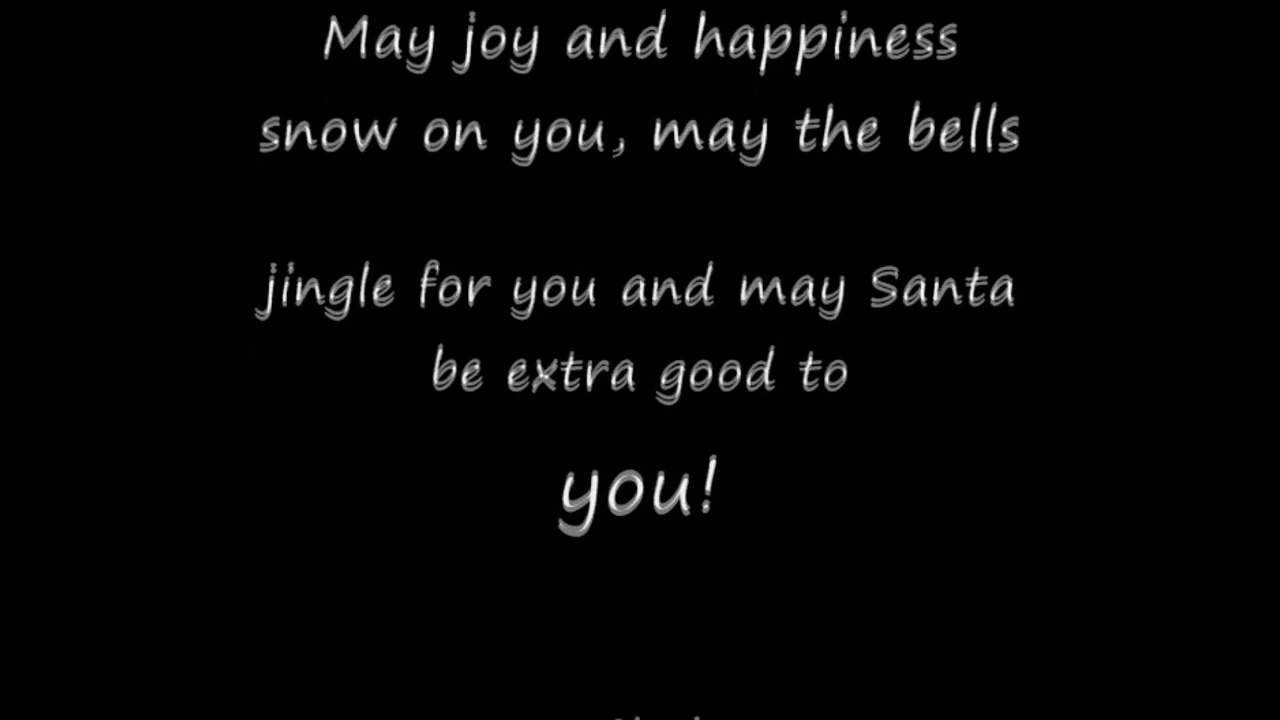 May joy and happiness
snow on you, may the bells
jingle for you and may Santa
be extra good to
you!